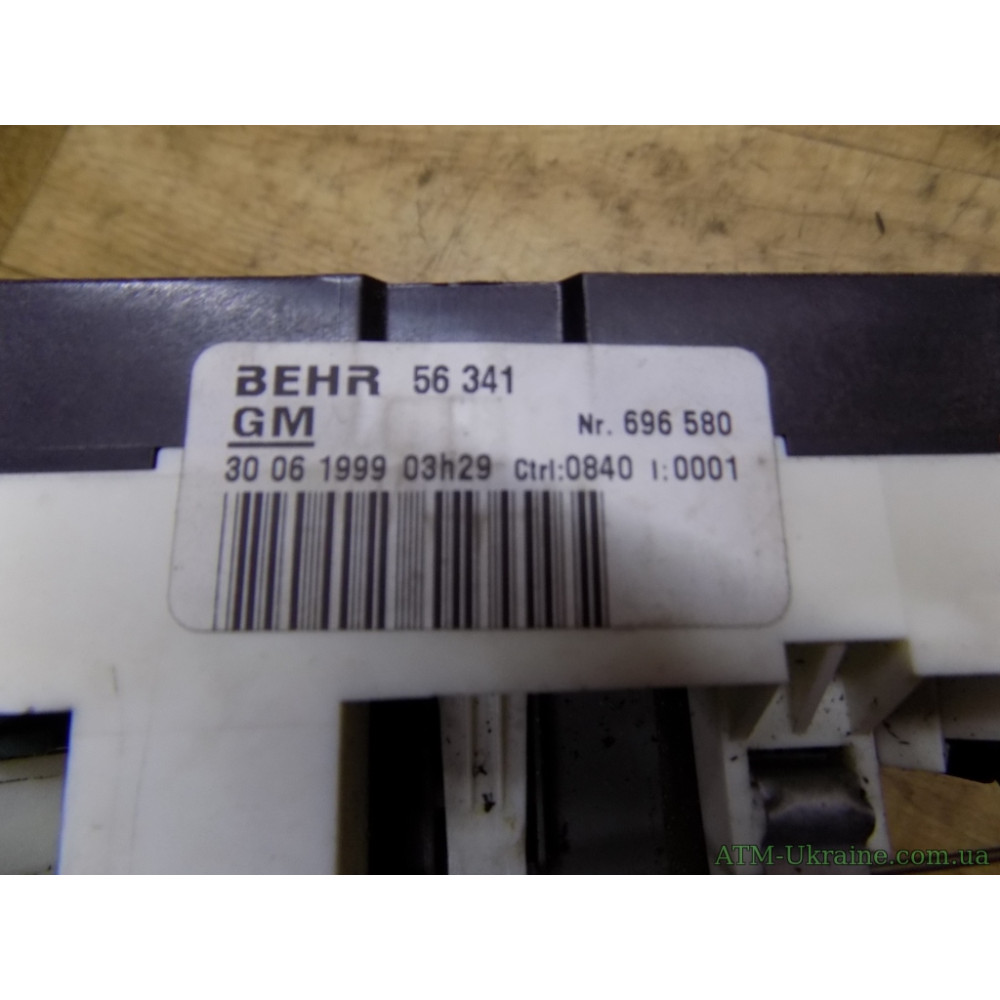 BEHR 56 341
GM Nr. 696 580
30 06 1999 03h29 Ctrl:0840 I:0001
ATM-Ukraine.com.ua